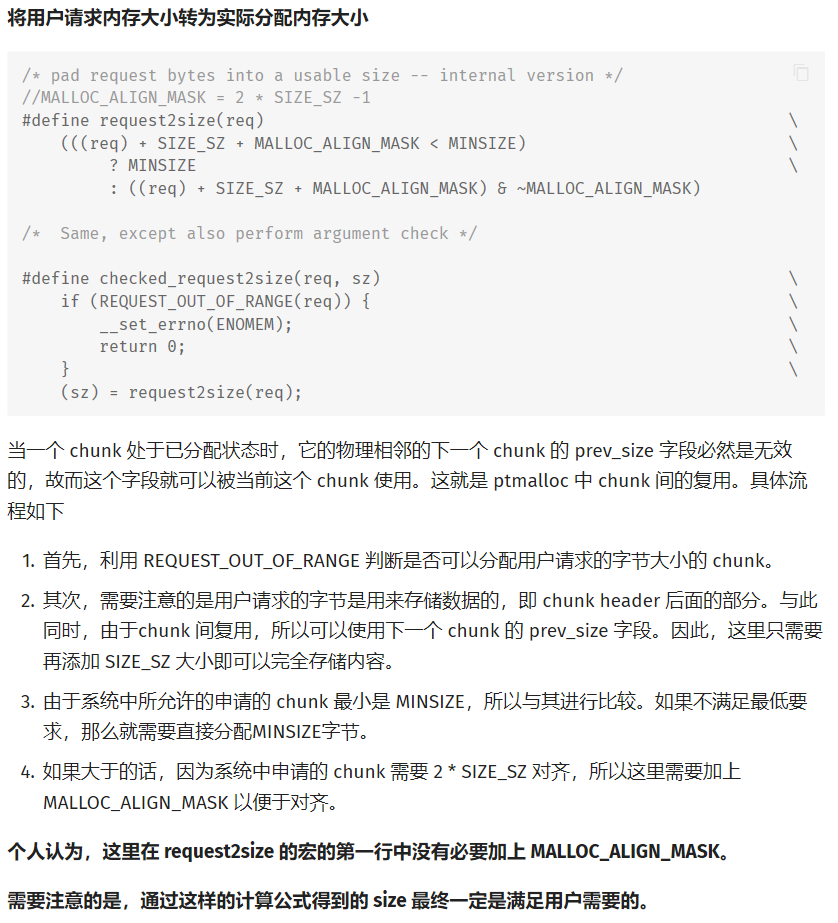 将用户请求内存大小转为实际分配内存大小
/* pad request bytes into a usable size -- internal version */
//MALLOC_ALIGN_MASK = 2 * SIZE_SZ -1
#define request2size(req) \
(((req) + SIZE_SZ + MALLOC_ALIGN_MASK < MINSIZE) \
? MINSIZE \
: ((req) + SIZE_SZ + MALLOC_ALIGN_MASK) & ~MALLOC_ALIGN_MASK)
/* Same, except also perform argument check */
#define checked_request2size(req, sz) \
if (REQUEST_OUT_OF_RANGE(req)) { \
__set_errno(ENOMEM); \
return 0; \
} \
(sz) = request2size(req);
当一个 chunk 处于已分配状态时，它的物理相邻的下一个 chunk 的 prev_size 字段必然是无效
的，故而这个字段就可以被当前这个 chunk 使用。这就是 ptmalloc 中 chunk 间的复用。具体流
程如下
1. 首先，利用 REQUEST_OUT_OF_RANGE 判断是否可以分配用户请求的字节大小的 chunk。
2. 其次，需要注意的是用户请求的字节是用来存储数据的，即 chunk header 后面的部分。与此
同时，由于chunk 间复用，所以可以使用下一个 chunk 的 prev_size 字段。因此，这里只需要
再添加 SIZE_SZ 大小即可以完全存储内容。
3. 由于系统中所允许的申请的 chunk 最小是 MINSIZE，所以与其进行比较。如果不满足最低要
求，那么就需要直接分配MINSIZE字节。
4. 如果大于的话，因为系统中申请的 chunk 需要 2 * SIZE_SZ 对齐，所以这里需要加上
MALLOC_ALIGN_MASK 以便于对齐。
个人认为，这里在 request2size 的宏的第一行中没有必要加上 MALLOC_ALIGN_MASK。
需要注意的是，通过这样的计算公式得到的 size 最终一定是满足用户需要的。